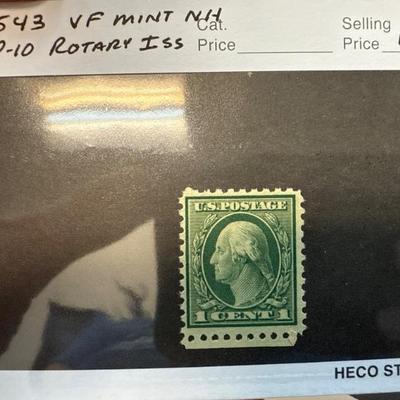 543 VF MINT NH Cat. Selling
P-10 ROTARY ISS Price Price
U.S.POSTAGE
1 CENT 1
HECO ST